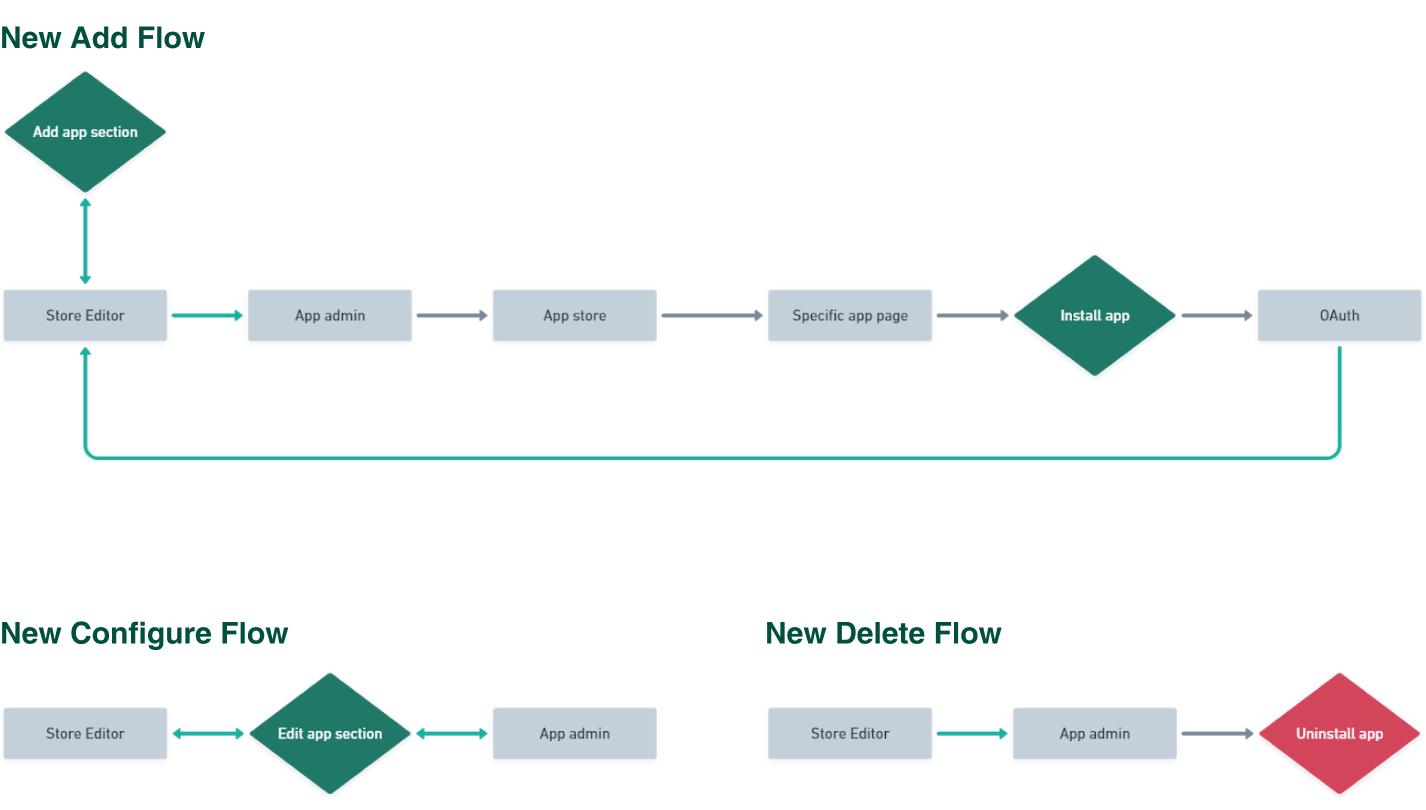 New Add Flow
Add app section
Store Editor
App admin
App store
Specific app page
Install app
OAuth
New Configure Flow
Store Editor
Edit app section
App admin
New Delete Flow
Store Editor
App admin
Uninstall app